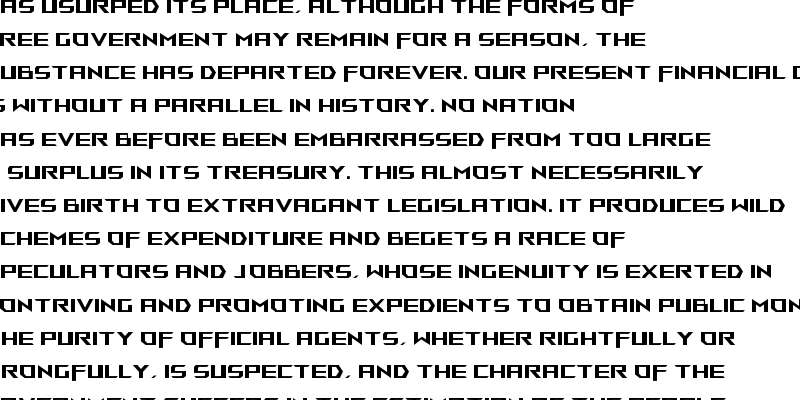 AS USURPED ITS PLACE, ALTHOUGH THE FORMS OF
REE GOVERNMENT MAY REMAIN FOR A SEASON, THE
UBSTANCE HAS DEPARTED FOREVER. OUR PRESENT FINANCIAL
WITHOUT A PARALLEL IN HISTORY. NO NATION
AS EVER BEFORE BEEN EMBARRASSED FROM TOO LARGE
SURPLUS IN ITS TREASURY. THIS ALMOST NECESSARILY
IVES BIRTH TO EXTRAVAGANT LEGISLATION. IT PRODUCES WILD
CHEMES OF EXPENDITURE AND BEGETS A RACE OF
PECULATORS AND JOBBERS, WHOSE INGENUITY IS EXERTED IN
ONTRIVING AND PROMOTING EXPEDIENTS TO OBTAIN PUBLIC MON
HE PURITY OF OFFICIAL AGENTS, WHETHER RIGHTFULLY OR
RONGFULLY, IS SUSPECTED, AND THE CHARACTER OF THE